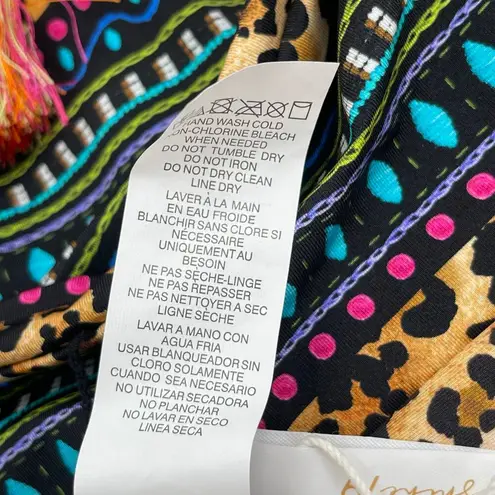 HAND WASH COLD
NON-CHLORINE BLEACH
WHEN NEEDED
DO NOT TUMBLE DRY
DO NOT IRON
DO NOT DRY CLEAN
LINE DRY
LAVER À LA MAIN
EN EAU FROIDE
BLANCHIR SANS CLORE SI
NÉCESSAIRE
UNIQUEMENT AU
BESOIN
NE PAS SÈCHE-LINGE
NE PAS REPASSER
NE PAS NETTOYER A SEC
LIGNE SÈCHE
LAVAR A MANO CON
AGUA FRIA
USAR BLANQUEADOR SIN
CLORO SOLAMENTE
CUANDO SEA NECESARIO
NO UTILIZAR SECADORA
NO PLANCHAR
NO LAVAR EN SECO
LINEA SECA